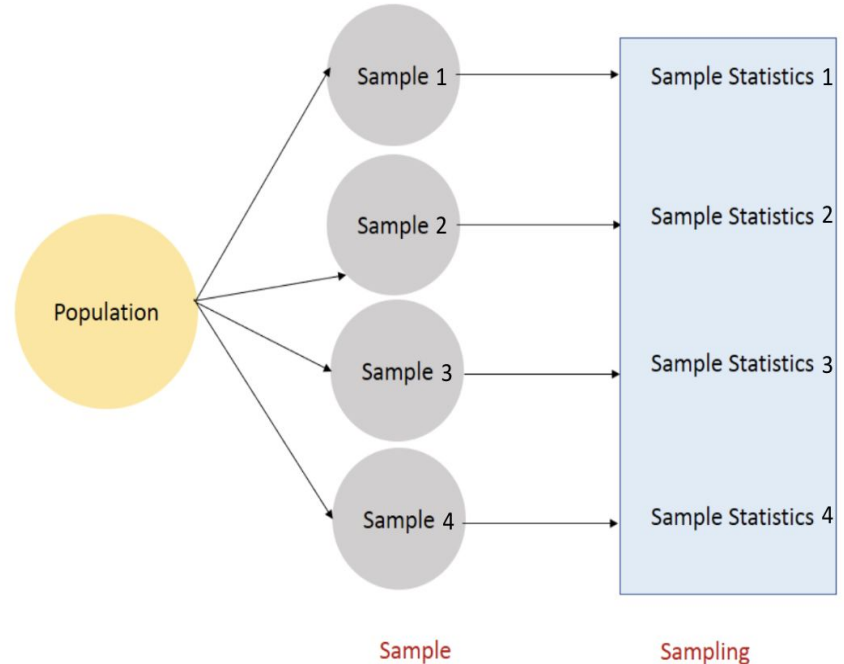 Sample 1
Sample Statistics 1
Sample 2
Sample Statistics 2
Population
Sample 3
Sample Statistics 3
Sample 4
Sample Statistics 4
Sample
Sampling